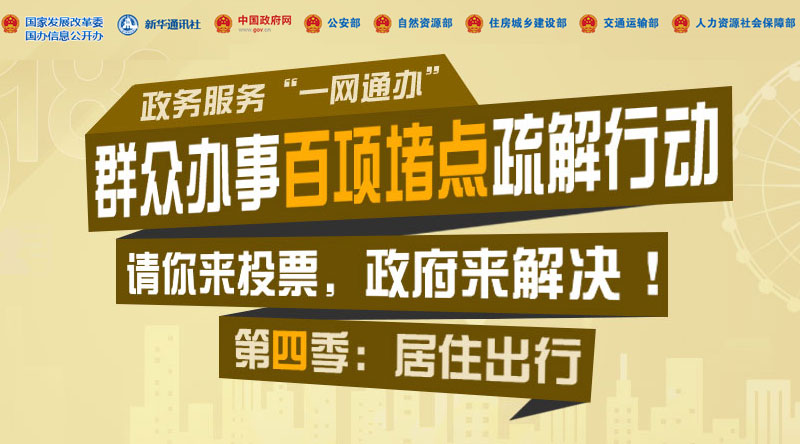 国家发展改革委 新华通讯社 中国政府网 公安部 自然资源部 住房城乡建设部 交通运输部 人力资源社会保障部
国办信息公开办 www.gov.cn
政务服务“一网通办”
群众办事百项堵点疏解行动
请你来投票，政府来解决！
第四季：居住出行